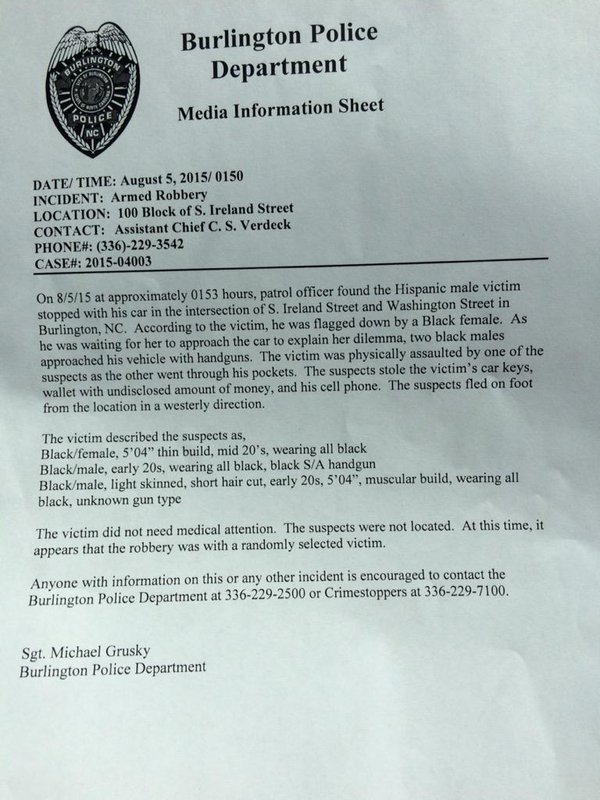 BURLINGTON
POLICE
NC
Burlington Police
Department
Media Information Sheet
DATE/ TIME: August 5, 2015/ 0150
INCIDENT: Armed Robbery
LOCATION: 100 Block of S. Ireland Street
CONTACT: Assistant Chief C. S. Verdeck
PHONE#: (336)-229-3542
CASE#: 2015-04003
On 8/5/15 at approximately 0153 hours, patrol officer found the Hispanic male victim
stopped with his car in the intersection of S. Ireland Street and Washington Street in
Burlington, NC. According to the victim, he was flagged down by a Black female. As
he was waiting for her to approach the car to explain her dilemma, two black males
approached his vehicle with handguns. The victim was physically assaulted by one of the
suspects as the other went through his pockets. The suspects stole the victim's car keys,
wallet with undisclosed amount of money, and his cell phone. The suspects fled on foot
from the location in a westerly direction.
The victim described the suspects as,
Black/female, 5'04" thin build, mid 20's, wearing all black
Black/male, early 20s, wearing all black, black S/A handgun
Black/male, light skinned, short hair cut, early 20s, 5'04", muscular build, wearing all
black, unknown gun type
The victim did not need medical attention. The suspects were not located. At this time, it
appears that the robbery was with a randomly selected victim.
Anyone with information on this or any other incident is encouraged to contact the
Burlington Police Department at 336-229-2500 or Crimestoppers at 336-229-7100.
Sgt. Michael Grusky
Burlington Police Department